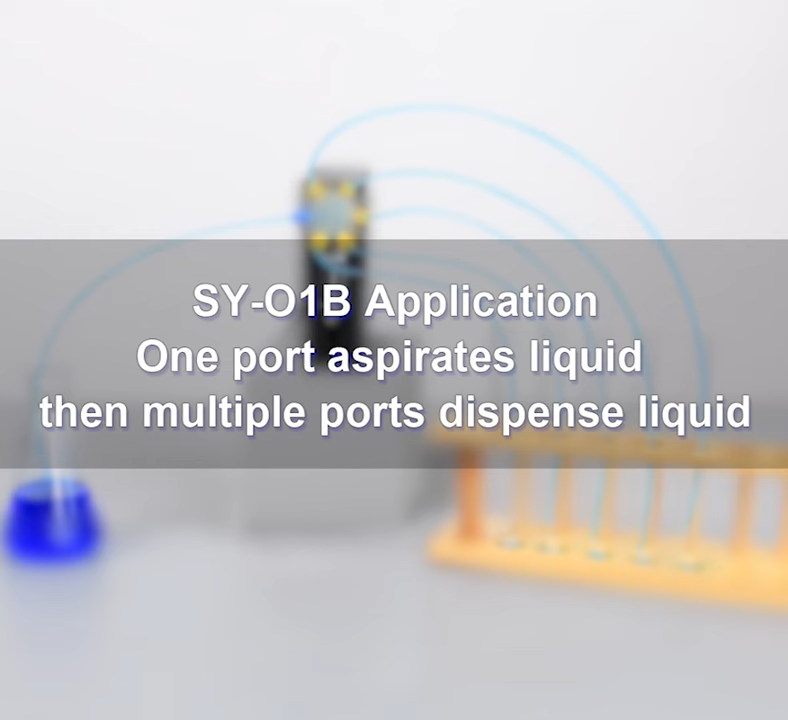 SY-O1B Application
One port aspirates liquid
then multiple ports dispense liquid